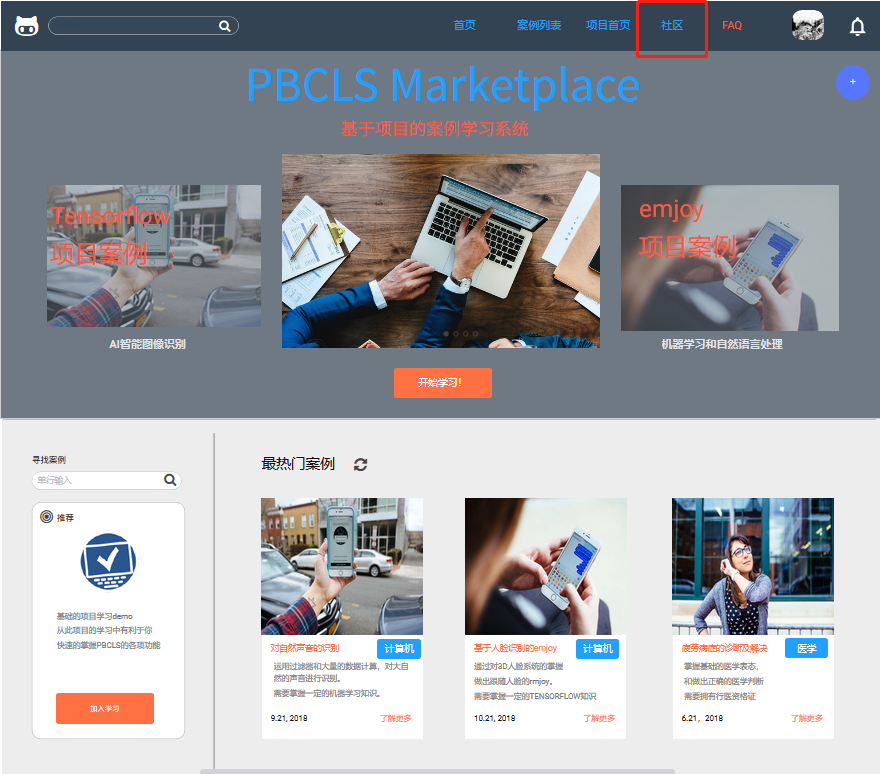 首页
案例列表
项目首页
社区
FAQ
PBCLS Marketplace
+
基于项目的案例学习系统
Tensorflow
项目案例
emjoy
项目案例
AI智能图像识别
机器学习和自然语言处理
开始学习!
寻找案例
单行输入
推荐
基础的项目学习demo
从此项目的学习中有利于你
快速的掌握PBCLS的各项功能
加入学习
最热门案例
对自然声音的识别
计算机
运用过滤器和大量的数据计算，对大自
然的声音进行识别。
需要掌握一定的机器学习知识。
9.21, 2018
了解更多
基于人脸识别的emjoy
计算机
通过对3D人脸系统的掌握
做出跟随人脸的rmjoy。
需要掌握一定的TENSORFLOW知识
10.21, 2018
了解更多
疲劳病症的诊断及解决
医学
掌握基础的医学表态，
和做出正确的医学判断
需要拥有行医资格证
6.21，2018
了解更多